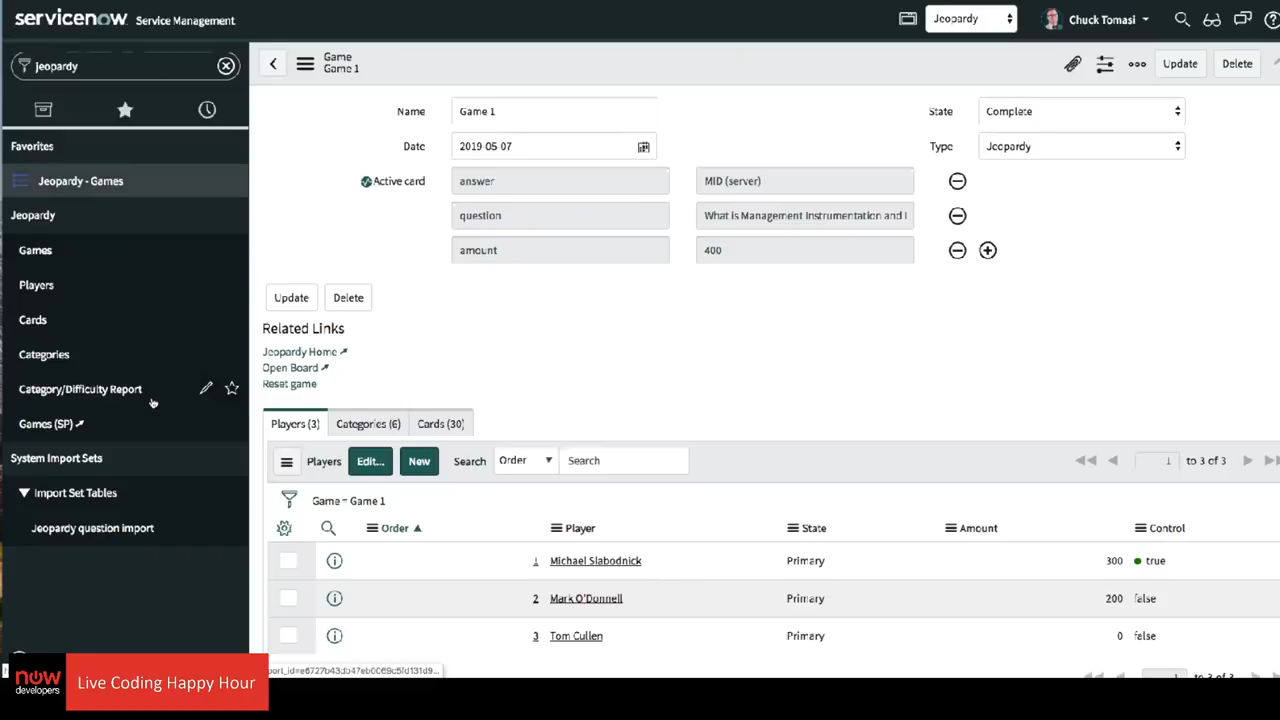 servicenow Service Management
Jeopardy
Chuck Tomasi
jeopardy
Game
Game 1
Update
Delete
Favorites
Jeopardy - Games
Jeopardy
Games
Players
Cards
Categories
Category/Difficulty Report
Games (SP)
System Import Sets
Import Set Tables
Jeopardy question import
Name
Game 1
State
Complete
Date
2019-05-07
Type
Jeopardy
Active card
answer
MID (server)
question
What is Management Instrumentation and
amount
400
Update
Delete
Related Links
Jeopardy Home
Open Board
Reset game
Players (3)
Categories (6)
Cards (30)
Players
Edit...
New
Search
Order
Search
1
to 3 of 3
Game = Game 1
Order
Player
State
Amount
Control
1 Michael Slabodnick Primary 300 true
2 Mark O'Donnell Primary 200 false
3 Tom Cullen Primary 0 false
now
developers
Live Coding Happy Hour